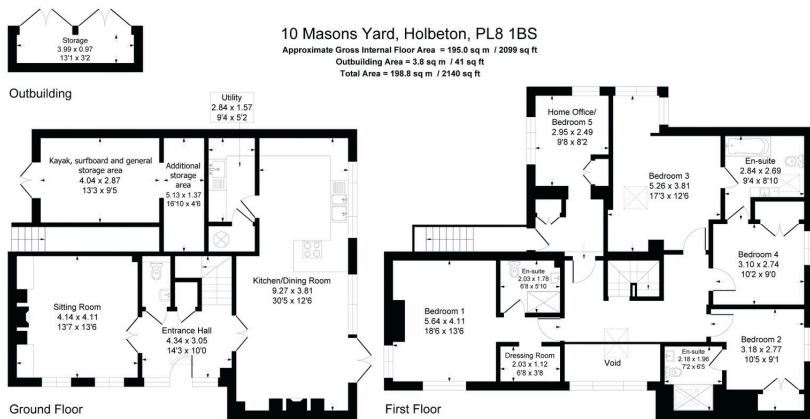 10 Masons Yard, Holbeton, PL8 1BS
Approximate Gross Internal Floor Area = 195.0 sq m / 2099 sq ft
Outbuilding Area = 3.8 sq m / 41 sq ft
Total Area = 198.8 sq m / 2140 sq ft
Storage
3.99 x 0.97
13'1 x 3'2
Outbuilding
Utility
2.84 x 1.57
9'4 x 5'2
Kayak, surfboard and general
storage area
4.04 x 2.87
13'3 x 9'5
Additional
storage
area
5.13 x 1.37
16'10 x 4'6
Kitchen/Dining Room
9.27 x 3.81
30'5 x 12'6
Sitting Room
4.14 x 4.11
13'7 x 13'6
Entrance Hall
4.34 x 3.05
14'3 x 10'0
Ground Floor
Home Office/
Bedroom 5
2.95 x 2.49
9'8 x 8'2
Bedroom 3
5.26 x 3.81
17'3 x 12'6
En-suite
2.84 x 2.69
9'4 x 8'10
Bedroom 4
3.10 x 2.74
10'2 x 9'0
En-suite
2.03 x 1.78
6'8 x 5'10
Bedroom 1
5.64 x 4.11
18'6 x 13'6
Dressing Room
2.03 x 1.12
6'8 x 3'8
Void
En-suite
2.18 x 1.96
7'2 x 6'5
Bedroom 2
3.18 x 2.77
10'5 x 9'1
First Floor